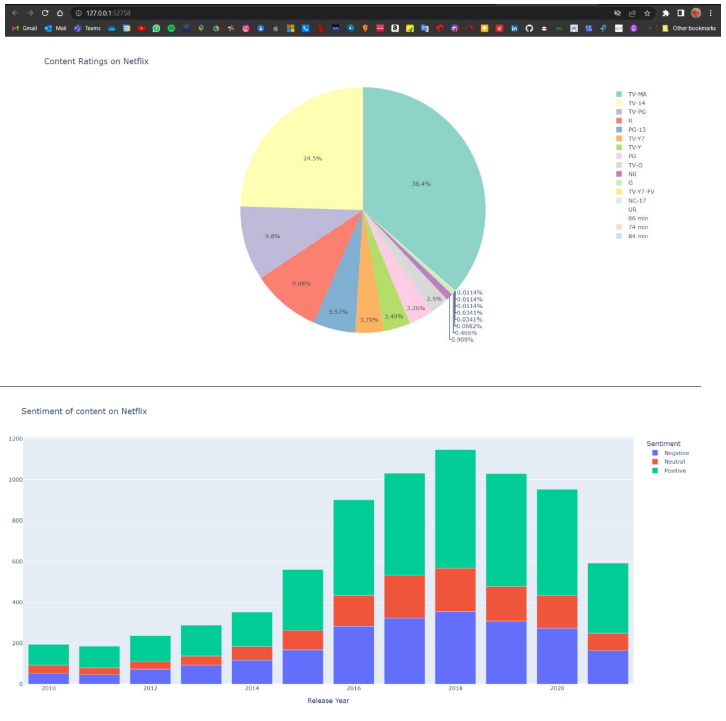 127.0.0.1:52758
Gmail
Mail
Teams
Other bookmarks
Content Ratings on Netflix
TV-MA
TV-14
TV-PG
R
PG-13
TV-Y7
TV-Y
PG
TV-G
NR
G
TV-Y7-FV
NC-17
UR
66 min
74 min
84 min
24.5%
36.4%
9.8%
9.08%
5.57%
3.79%
3.49%
3.26%
2.5%
0.0114%
0.0114%
0.0114%
0.0341%
0.0341%
0.0682%
0.466%
0.909%
Sentiment of content on Netflix
Sentiment
Negative
Neutral
Positive
1200
1000
800
600
400
200
0
2010 2012 2014 2016 2018 2020
Release Year